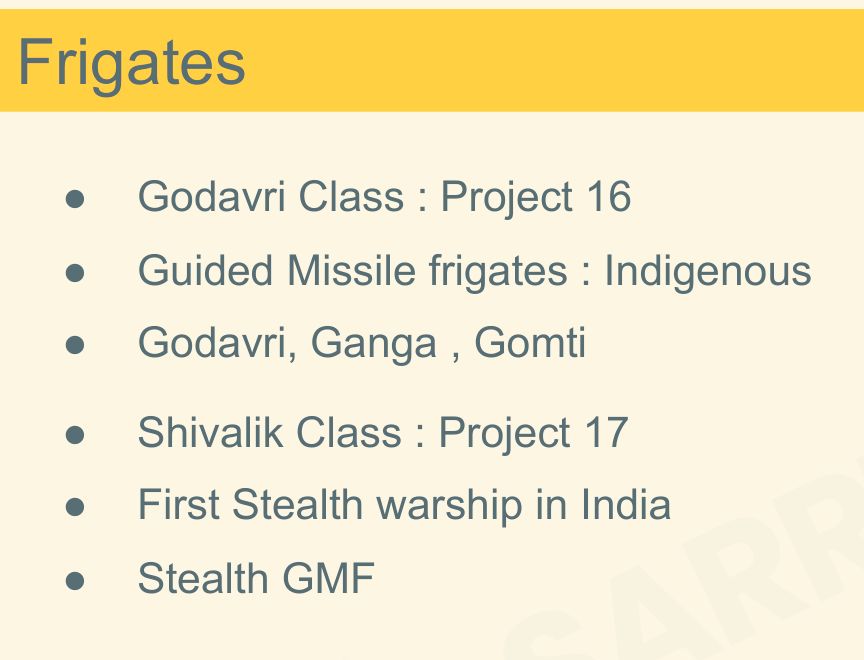 Frigates
● Godavri Class : Project 16
● Guided Missile frigates : Indigenous
● Godavri, Ganga , Gomti
● Shivalik Class : Project 17
● First Stealth warship in India
● Stealth GMF